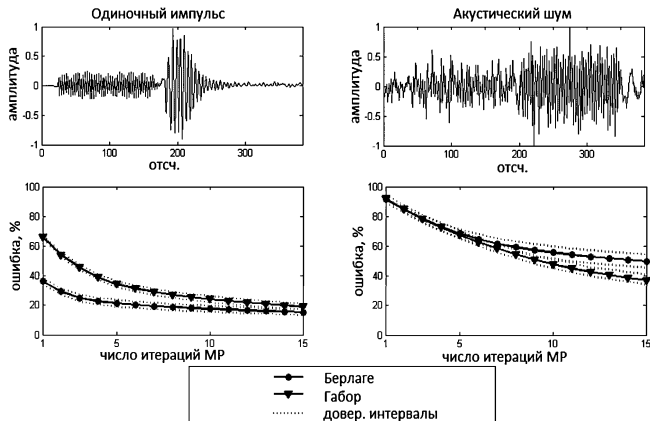 Одиночный импульс
Акустический шум
амплитуда
1
0.5
0
-0.5
-1
0
100
200
300
отсч.
амплитуда
1
0.5
0
-0.5
-1
0
100
200
300
отсч.
ошибка, %
100
80
60
40
20
0
1
5
10
15
число итераций МР
ошибка, %
100
80
60
40
20
0
1
5
10
15
число итераций МР
Берлаге
Габор
довер. интервалы